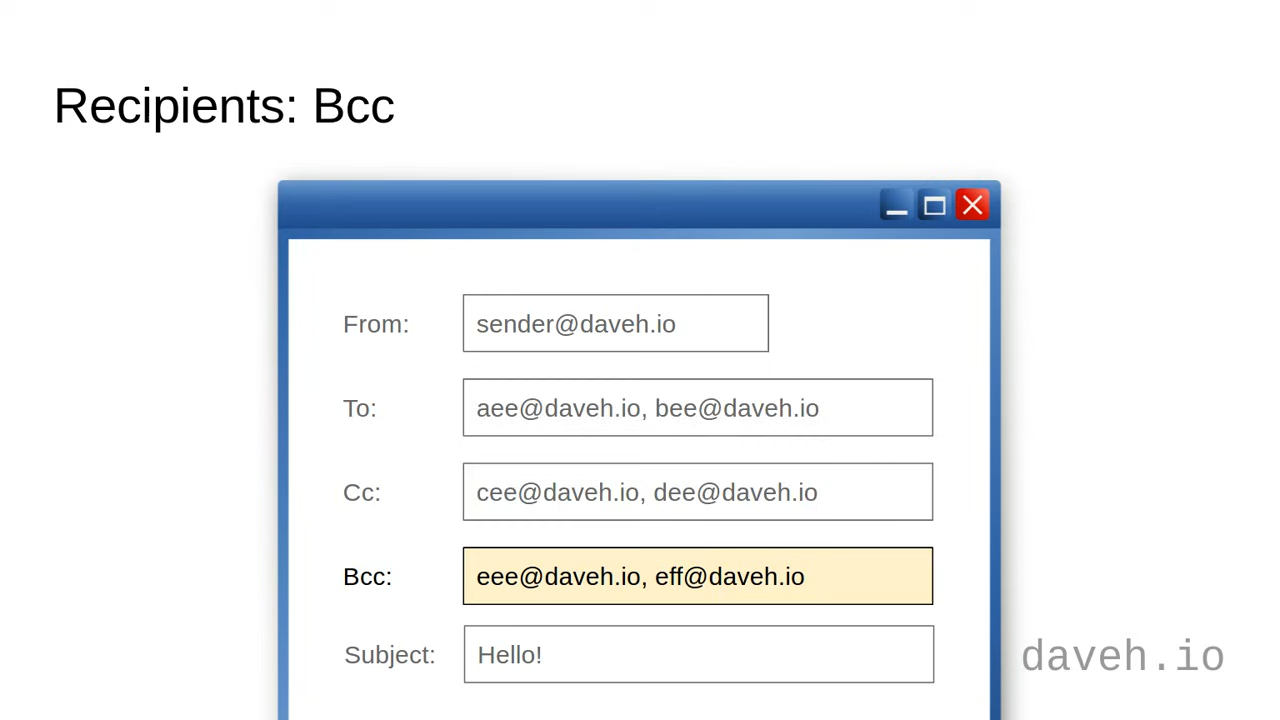 Recipients: Bcc
From: sender@daveh.io
To: aee@daveh.io, bee@daveh.io
Cc: cee@daveh.io, dee@daveh.io
Bcc: eee@daveh.io, eff@daveh.io
Subject: Hello!
daveh.io